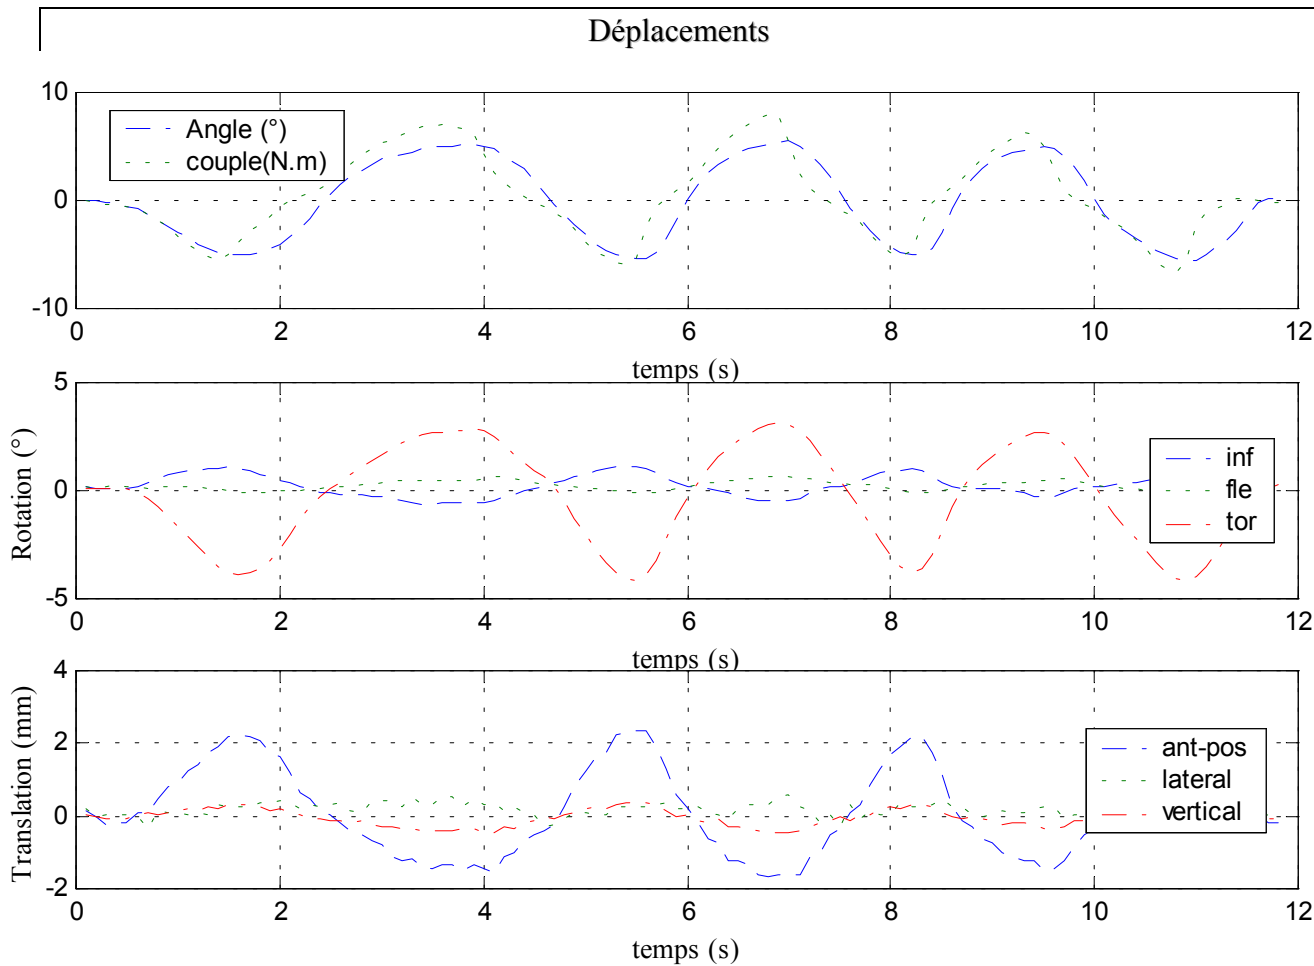 Déplacements
10
Angle (°)
couple(N.m)
0
-10
0 2 4 6 8 10 12
temps (s)
5
Rotation (°)
inf
fle
tor
0
-5
0 2 4 6 8 10 12
temps (s)
4
Translation (mm)
2
ant-pos
lateral
vertical
0
-2
0 2 4 6 8 10 12
temps (s)